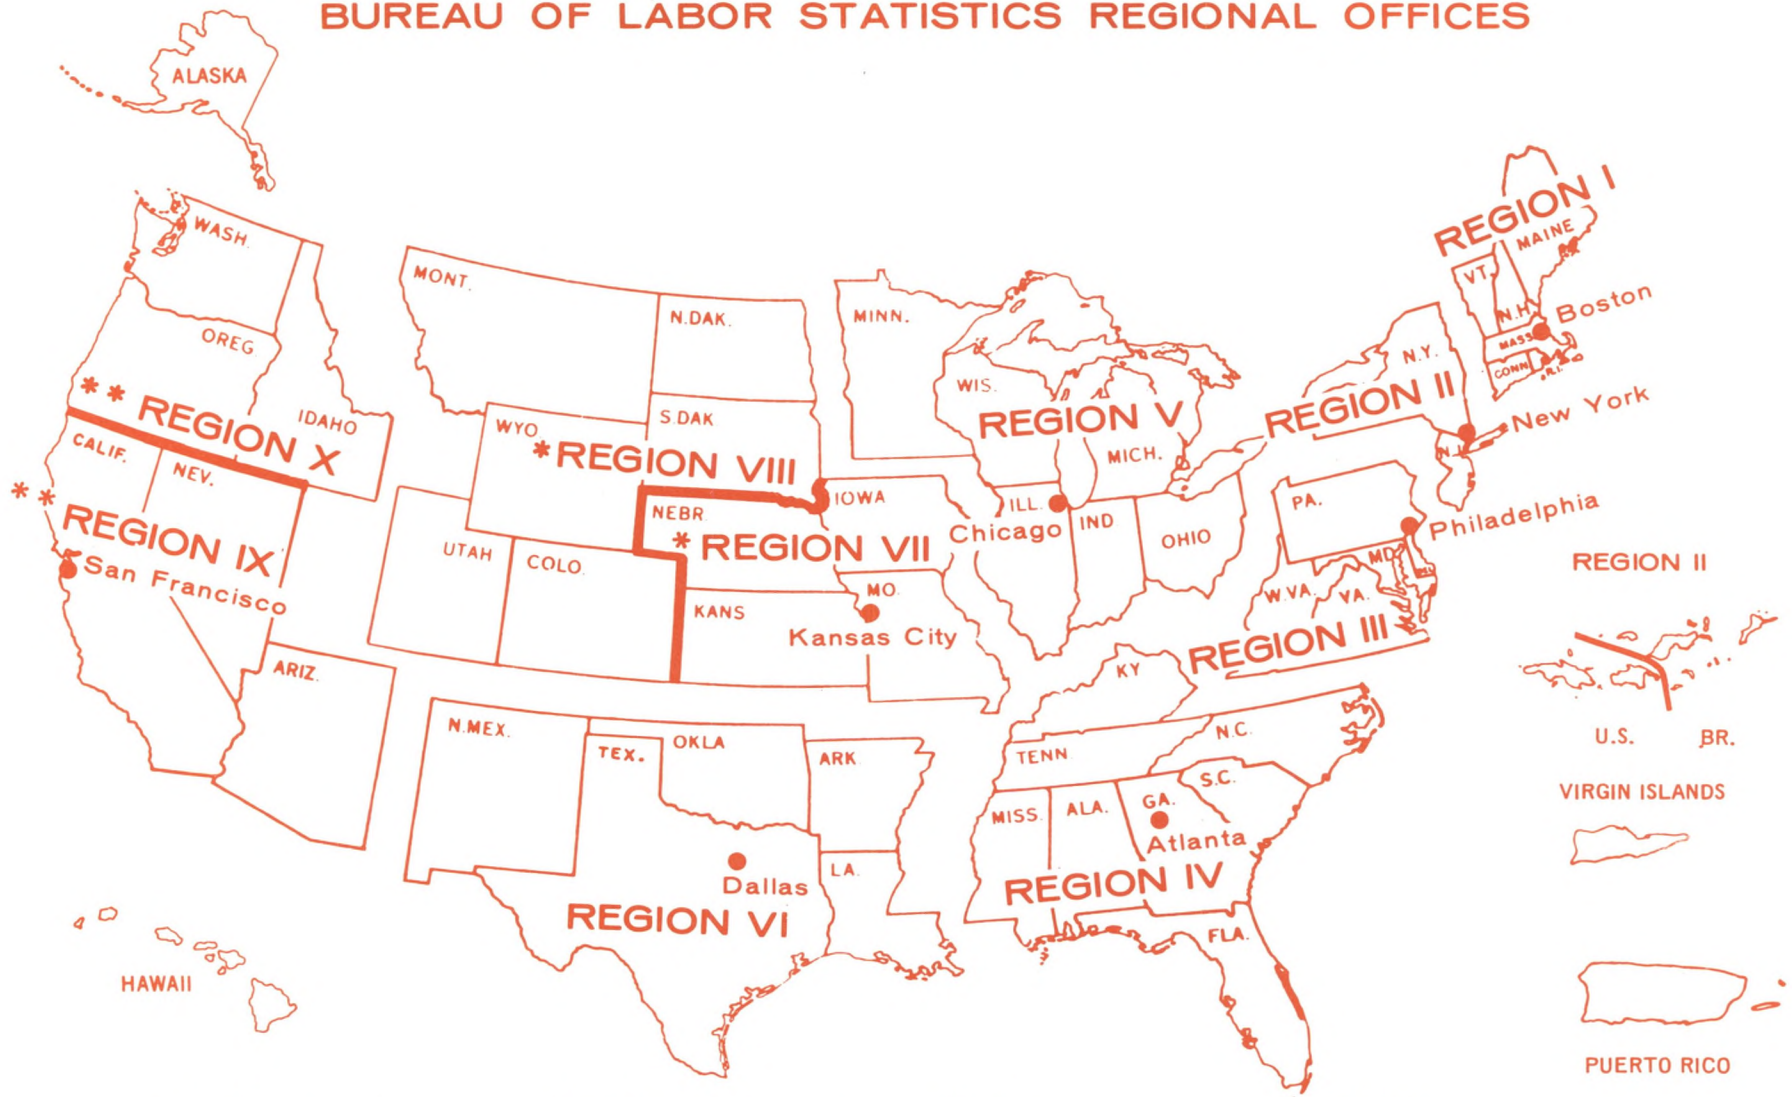 BUREAU OF LABOR STATISTICS REGIONAL OFFICES
ALASKA
REGION I
MAINE
WASH.
VT.
MONT.
N.H.
Boston
N.DAK.
MINN.
OREG.
MASS.
N.Y.
CONN.
R.I.
WIS.
** REGION X
IDAHO
S.DAK.
WYO.
REGION V
REGION II
New York
CALIF.
NEV.
*REGION VIII
MICH.
N.J.
**
REGION IX
IOWA
NEBR.
ILL.
Chicago
IND.
OHIO
PA.
Philadelphia
* REGION VII
UTAH
COLO.
MD.
San Francisco
KANS.
MO.
Kansas City
W.VA.
VA.
REGION III
REGION II
ARIZ.
KY.
N.MEX.
TEX.
OKLA.
ARK.
TENN.
N.C.
S.C.
U.S.
BR.
VIRGIN ISLANDS
MISS.
ALA.
GA.
Atlanta
Dallas
LA.
REGION IV
REGION VI
FLA.
HAWAII
PUERTO RICO